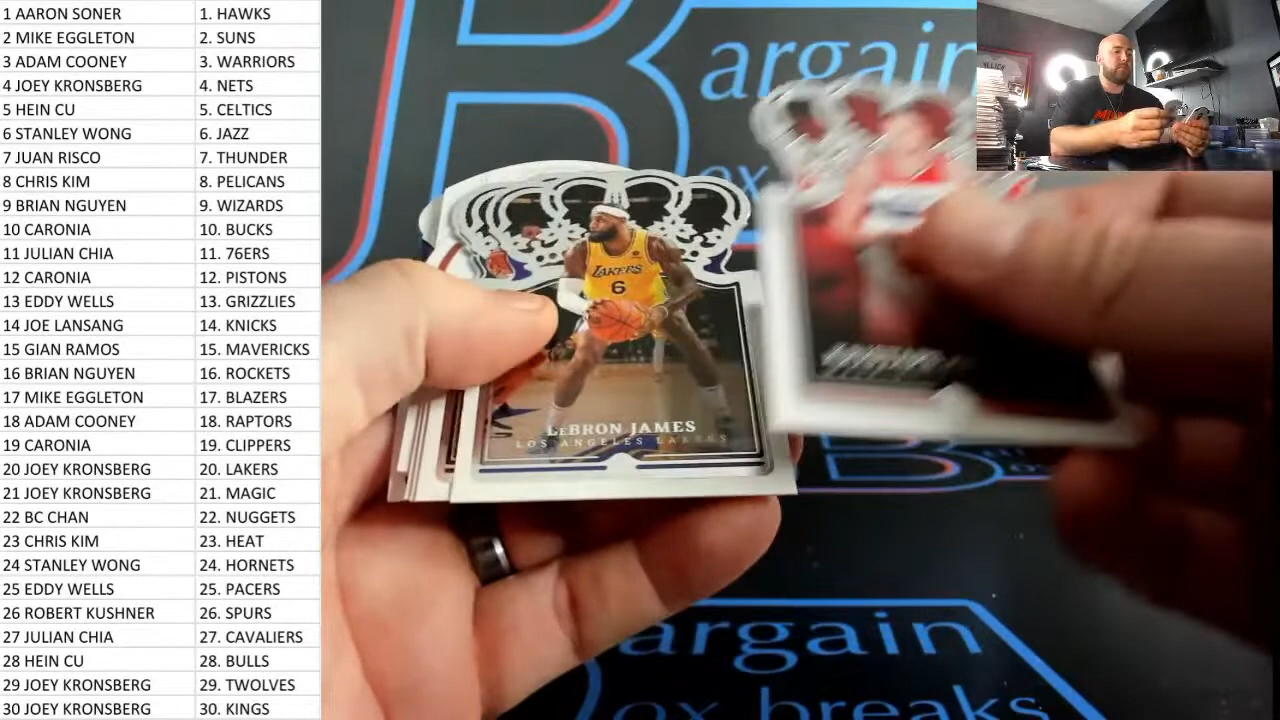 1 AARON SONER 1. HAWKS
2 MIKE EGGLETON 2. SUNS
3 ADAM COONEY 3. WARRIORS
4 JOEY KRONSBERG 4. NETS
5 HEIN CU 5. CELTICS
6 STANLEY WONG 6. JAZZ
7 JUAN RISCO 7. THUNDER
8 CHRIS KIM 8. PELICANS
9 BRIAN NGUYEN 9. WIZARDS
10 CARONIA 10. BUCKS
11 JULIAN CHIA 11. 76ERS
12 CARONIA 12. PISTONS
13 EDDY WELLS 13. GRIZZLIES
14 JOE LANSANG 14. KNICKS
15 GIAN RAMOS 15. MAVERICKS
16 BRIAN NGUYEN 16. ROCKETS
17 MIKE EGGLETON 17. BLAZERS
18 ADAM COONEY 18. RAPTORS
19 CARONIA 19. CLIPPERS
20 JOEY KRONSBERG 20. LAKERS
21 JOEY KRONSBERG 21. MAGIC
22 BC CHAN 22. NUGGETS
23 CHRIS KIM 23. HEAT
24 STANLEY WONG 24. HORNETS
25 EDDY WELLS 25. PACERS
26 ROBERT KUSHNER 26. SPURS
27 JULIAN CHIA 27. CAVALIERS
28 HEIN CU 28. BULLS
29 JOEY KRONSBERG 29. TWOLVES
30 JOEY KRONSBERG 30. KINGS
Bargain
ox
LAKERS
6
LEBRON JAMES
LOS ANGELES LAKERS
argain
ox breaks